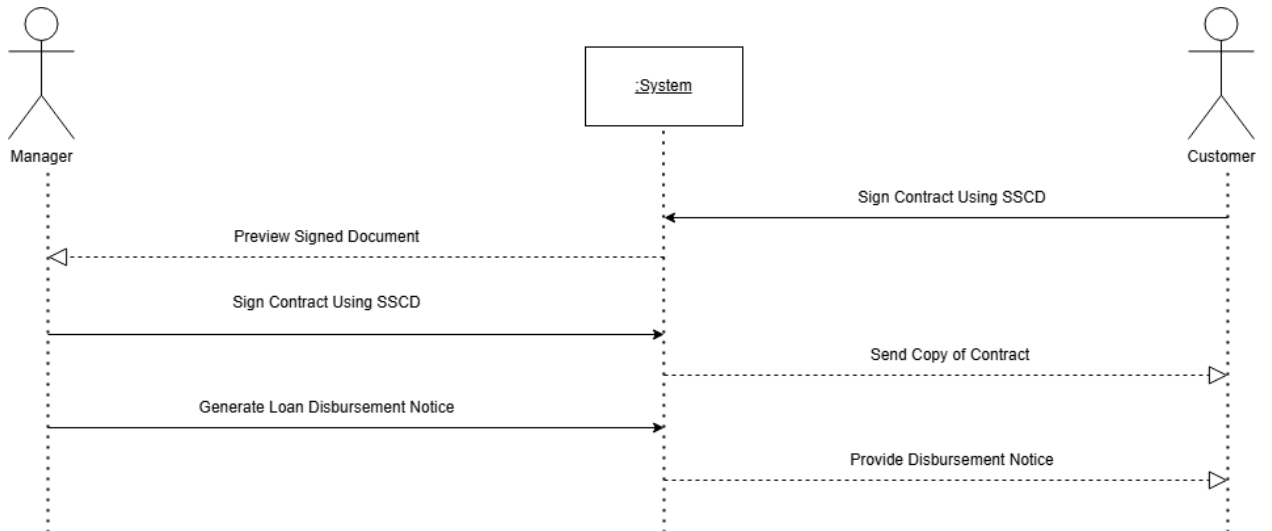 :System
Manager
Customer
Sign Contract Using SSCD
Preview Signed Document
Sign Contract Using SSCD
Send Copy of Contract
Generate Loan Disbursement Notice
Provide Disbursement Notice